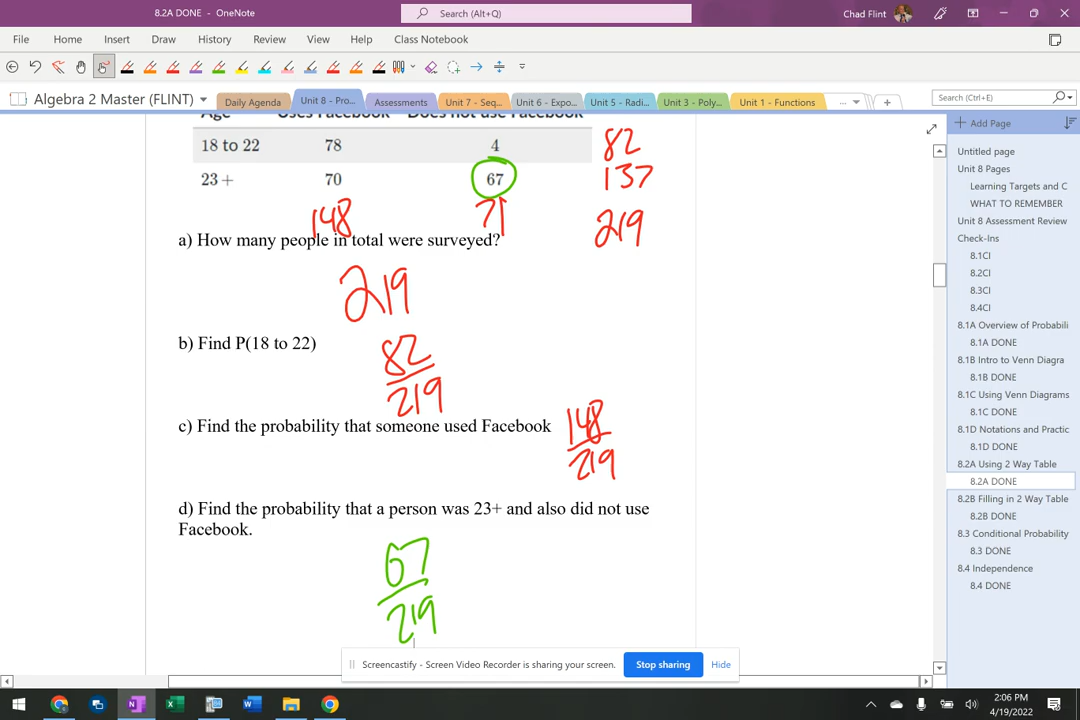 8.2A DONE - OneNote
Search (Alt+Q)
Chad Flint
File Home Insert Draw History Review View Help Class Notebook
Algebra 2 Master (FLINT)
Daily Agenda
Unit 8 - Pro...
Assessments
Unit 7 - Seq...
Unit 6 - Expo...
Unit 5 - Radi...
Unit 3 - Poly...
Unit 1 - Functions
...
Search (Ctrl+E)
Age Uses Facebook Does not use Facebook
18 to 22 78 4 82
23 + 70 67 137
148 71 219
a) How many people in total were surveyed?
219
b) Find P(18 to 22)
82
219
c) Find the probability that someone used Facebook
148
219
d) Find the probability that a person was 23+ and also did not use
Facebook.
67
219
Add Page
Untitled page
Unit 8 Pages
Learning Targets and C
WHAT TO REMEMBER
Unit 8 Assessment Review
Check-Ins
8.1CI
8.2CI
8.3CI
8.4CI
8.1A Overview of Probabili
8.1A DONE
8.1B Intro to Venn Diagra
8.1B DONE
8.1C Using Venn Diagrams
8.1C DONE
8.1D Notations and Practic
8.1D DONE
8.2A Using 2 Way Table
8.2A DONE
8.2B Filling in 2 Way Table
8.2B DONE
8.3 Conditional Probability
8.3 DONE
8.4 Independence
8.4 DONE
Screencastify - Screen Video Recorder is sharing your screen.
Stop sharing
Hide
2:06 PM
4/19/2022